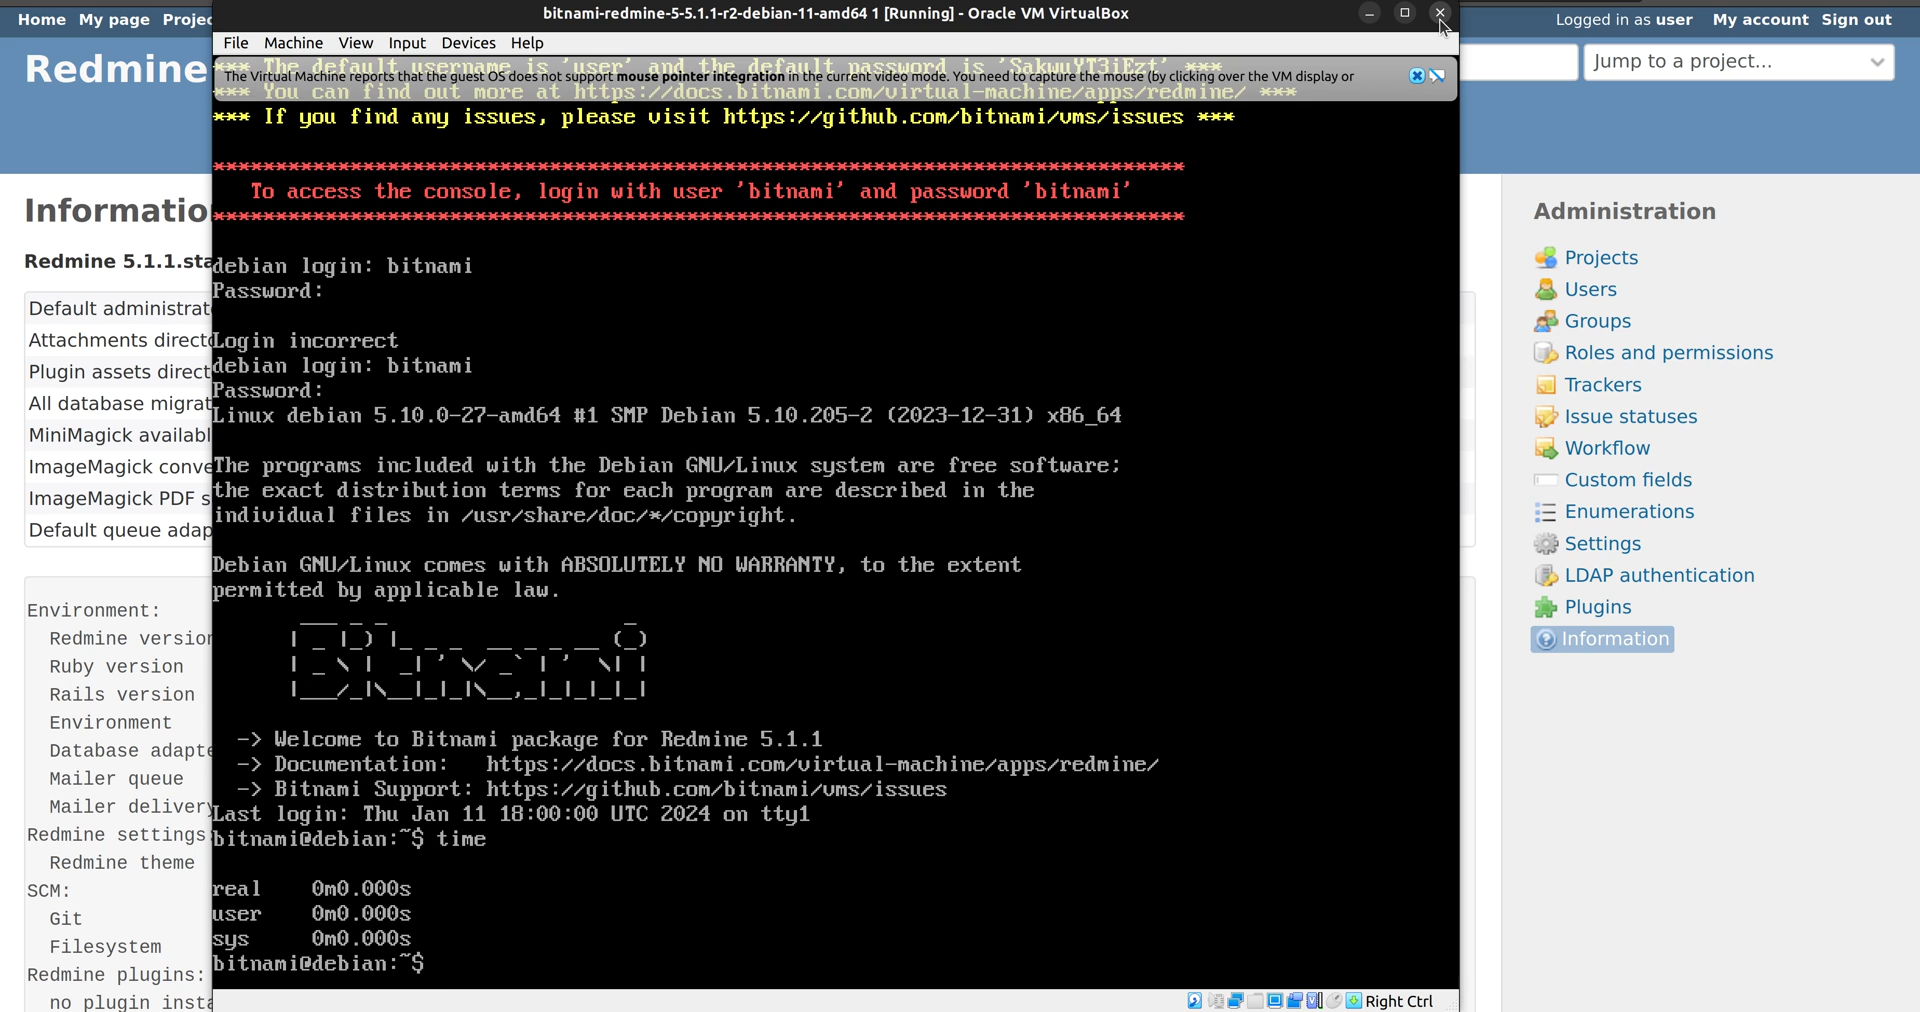 bitnami-redmine-5-5.1.1-r2-debian-11-amd64 1 [Running] - Oracle VM VirtualBox
Home My page Projec
Logged in as user My account Sign out
File Machine View Input Devices Help
Redmine
Jump to a project...
*** The default username is 'user' and the default password is 'SakwuYT3iEzt' ***
The Virtual Machine reports that the guest OS does not support mouse pointer integration in the current video mode. You need to capture the mouse (by clicking over the VM display or
*** You can find out more at https://docs.bitnami.com/virtual-machine/apps/redmine/ ***
*** If you find any issues, please visit https://github.com/bitnami/vms/issues ***
******************************************************************************
To access the console, login with user 'bitnami' and password 'bitnami'
******************************************************************************
debian login: bitnami
Password:
Login incorrect
debian login: bitnami
Password:
Linux debian 5.10.0-27-amd64 #1 SMP Debian 5.10.205-2 (2023-12-31) x86_64
The programs included with the Debian GNU/Linux system are free software;
the exact distribution terms for each program are described in the
individual files in /usr/share/doc/*/copyright.
Debian GNU/Linux comes with ABSOLUTELY NO WARRANTY, to the extent
permitted by applicable law.
-> Welcome to Bitnami package for Redmine 5.1.1
-> Documentation: https://docs.bitnami.com/virtual-machine/apps/redmine/
-> Bitnami Support: https://github.com/bitnami/vms/issues
Last login: Thu Jan 11 18:00:00 UTC 2024 on tty1
bitnami@debian:~$ time
real 0m0.000s
user 0m0.000s
sys 0m0.000s
bitnami@debian:~$
Right Ctrl
Informatio
Redmine 5.1.1.sta
Default administrat
Attachments directo
Plugin assets direct
All database migrat
MiniMagick availabl
ImageMagick conve
ImageMagick PDF s
Default queue adap
Environment:
Redmine version
Ruby version
Rails version
Environment
Database adapte
Mailer queue
Mailer delivery
Redmine settings
Redmine theme
SCM:
Git
Filesystem
Redmine plugins:
no plugin insta
Administration
Projects
Users
Groups
Roles and permissions
Trackers
Issue statuses
Workflow
Custom fields
Enumerations
Settings
LDAP authentication
Plugins
Information